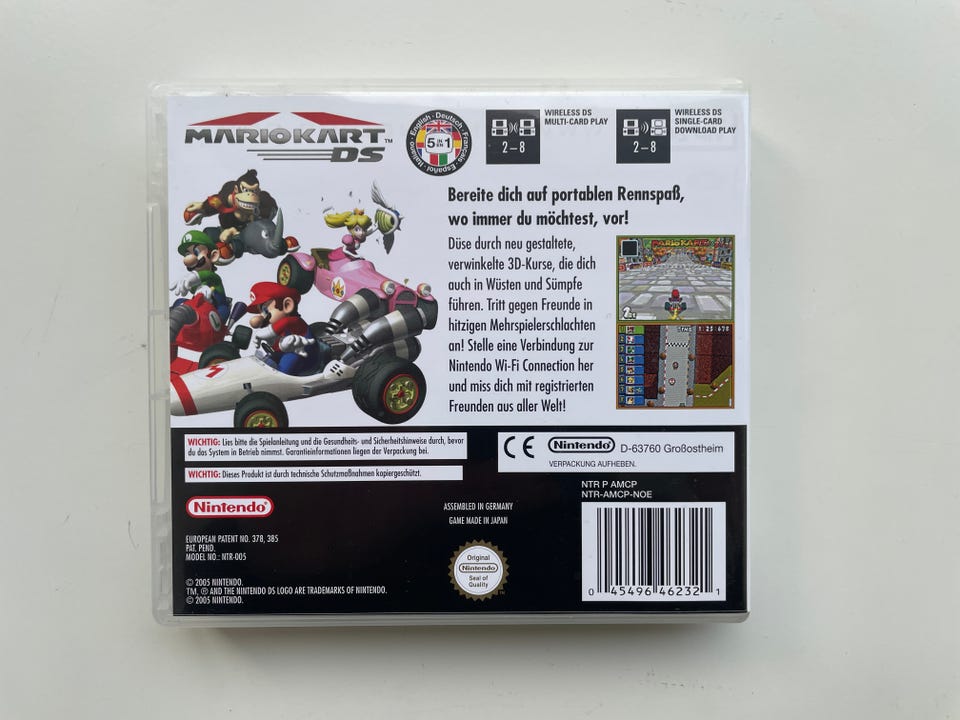 MARIOKART™
DS
English · Deutsch · Français · Español · Italiano
5 IN 1
EN
2–8
WIRELESS DS
MULTI-CARD PLAY
2–8
WIRELESS DS
SINGLE-CARD
DOWNLOAD PLAY
Bereite dich auf portablen Rennspaß,
wo immer du möchtest, vor!
Düse durch neu gestaltete,
verwinkelte 3D-Kurse, die dich
auch in Wüsten und Sümpfe
führen. Tritt gegen Freunde in
hitzigen Mehrspielerschlachten
an! Stelle eine Verbindung zur
Nintendo Wi-Fi Connection her
und miss dich mit registrierten
Freunden aus aller Welt!
MARIOKART
TIME 1:25:678
M
WICHTIG: Lies bitte die Spielanleitung und die Gesundheits- und Sicherheitshinweise durch, bevor
du das System in Betrieb nimmst. Garantieinformationen liegen der Verpackung bei.
WICHTIG: Dieses Produkt ist durch technische Schutzmaßnahmen kopiergeschützt.
CE Nintendo® D-63760 Großostheim
VERPACKUNG AUFHEBEN.
NTR P AMCP
NTR-AMCP-NOE
Nintendo®
ASSEMBLED IN GERMANY
GAME MADE IN JAPAN
EUROPEAN PATENT NO. 378, 385
PAT. PEND.
MODEL NO.: NTR-005
Original
Nintendo
Seal of
Quality
™
© 2005 NINTENDO.
TM, ® AND THE NINTENDO DS LOGO ARE TRADEMARKS OF NINTENDO.
© 2005 NINTENDO.
0 45496 46232 1